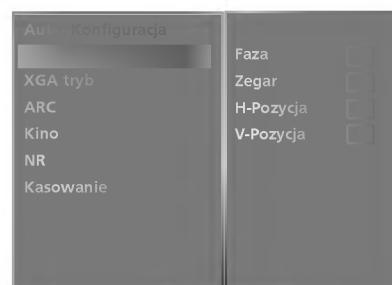 Auto Konfiguracja
XGA tryb
ARC
Kino
NR
Kasowanie
Faza
Zegar
H-Pozycja
V-Pozycja